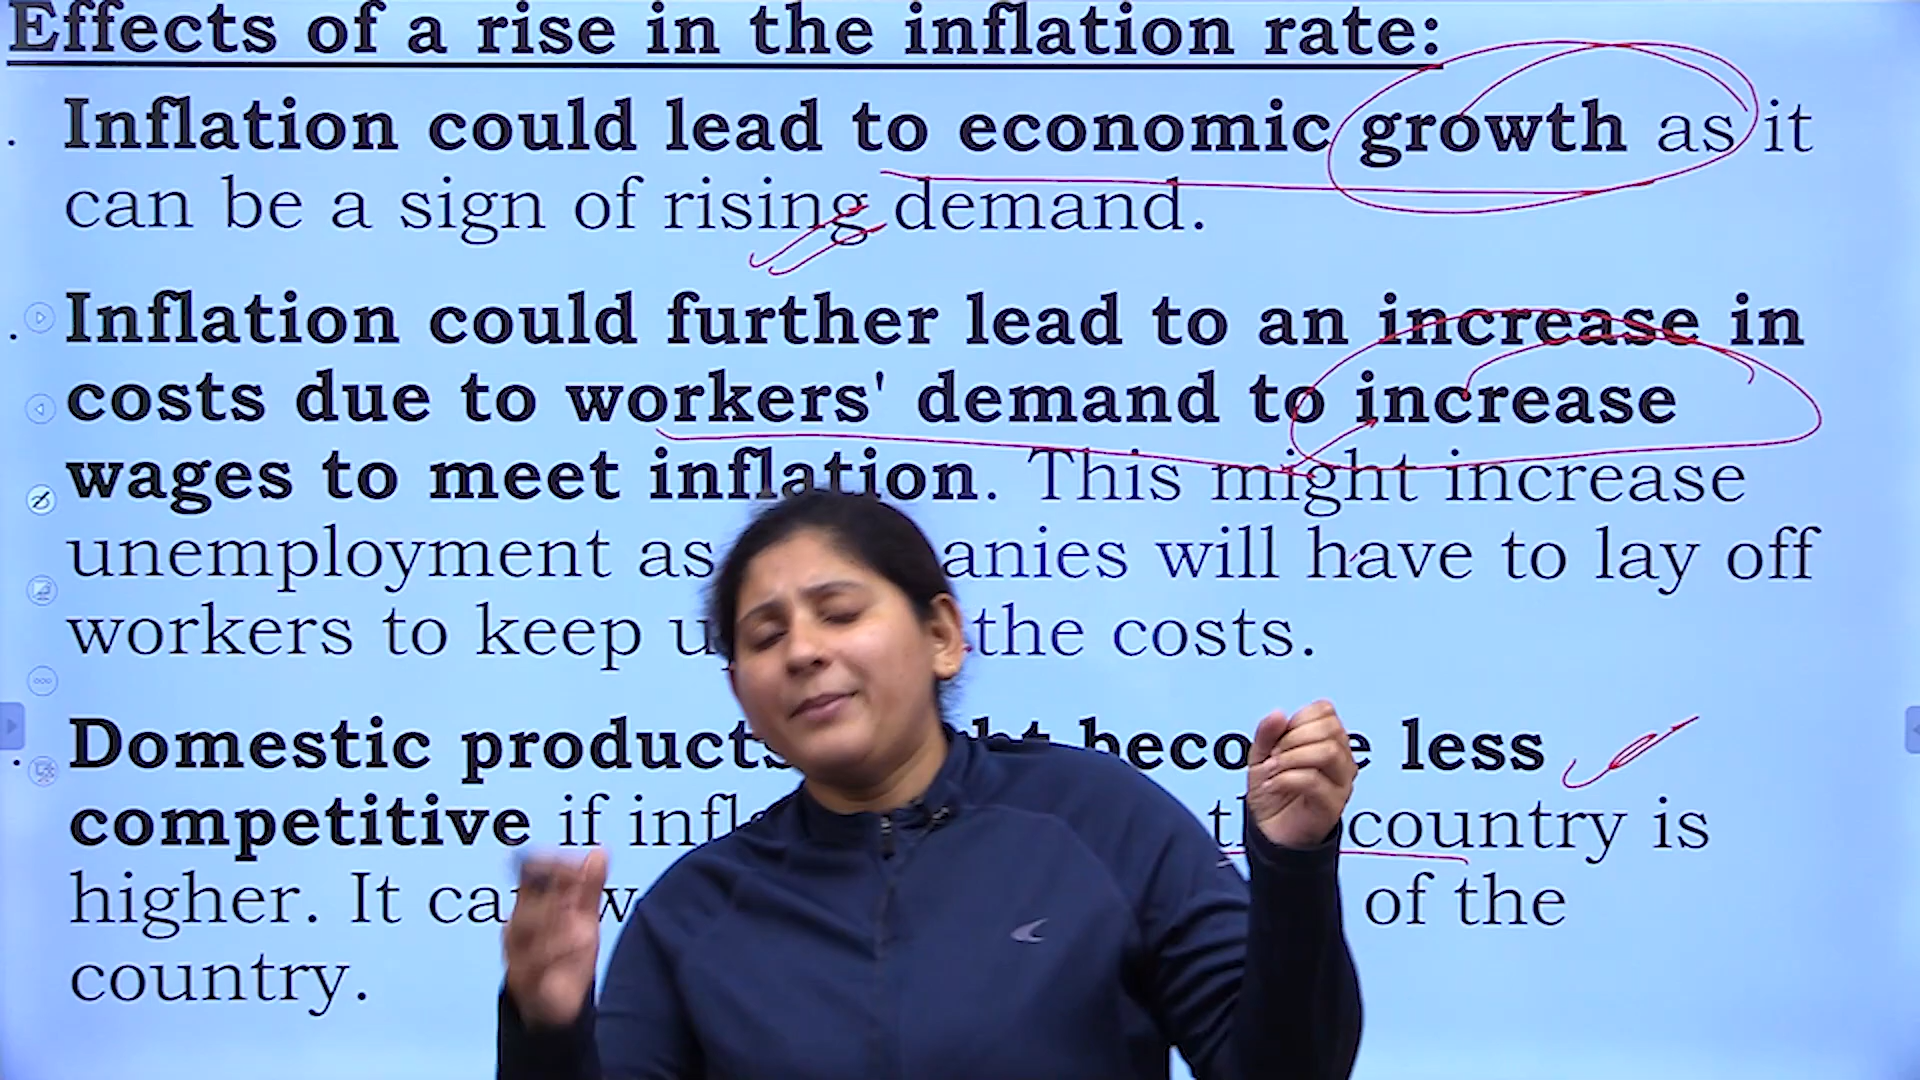 Effects of a rise in the inflation rate:
Inflation could lead to economic growth as it
can be a sign of rising demand.
Inflation could further lead to an increase in
costs due to workers' demand to increase
wages to meet inflation. This might increase
unemployment as will have to lay off
workers to keep the costs.
Domestic products less
competitive if country is
higher. It of the
country.